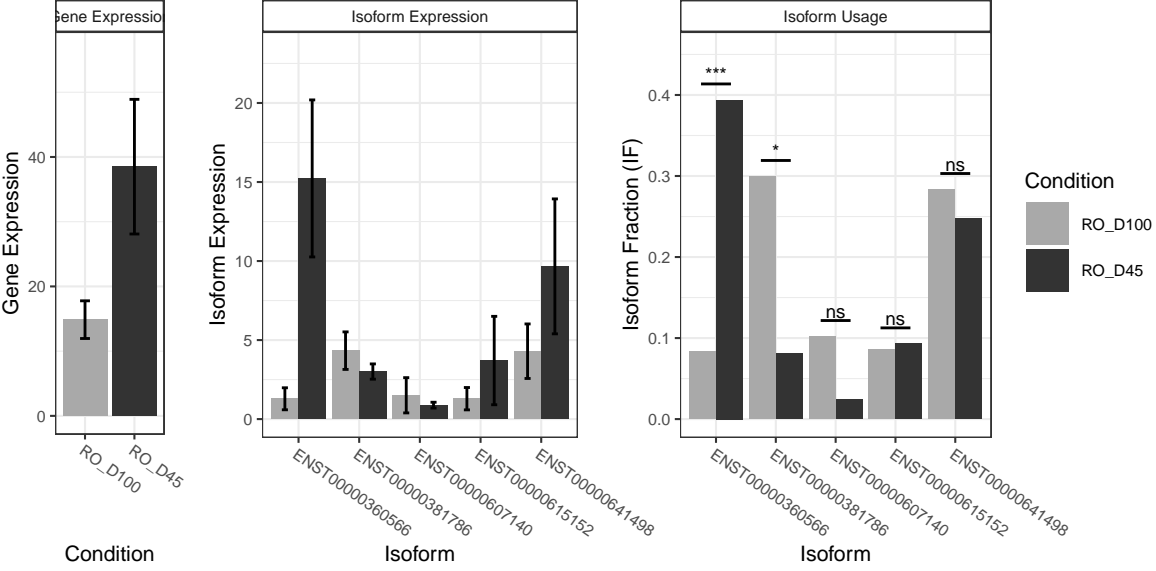 Gene Expression
Gene Expression
0
20
40
RO_D100
RO_D45
Condition
Isoform Expression
Isoform Expression
0
5
10
15
20
ENST00000360566
ENST00000381786
ENST00000607140
ENST00000615152
ENST00000641498
Isoform
Isoform Usage
Isoform Fraction (IF)
0.0
0.1
0.2
0.3
0.4
***
*
ns
ns
ns
ENST00000360566
ENST00000381786
ENST00000607140
ENST00000615152
ENST00000641498
Isoform
Condition
RO_D100
RO_D45